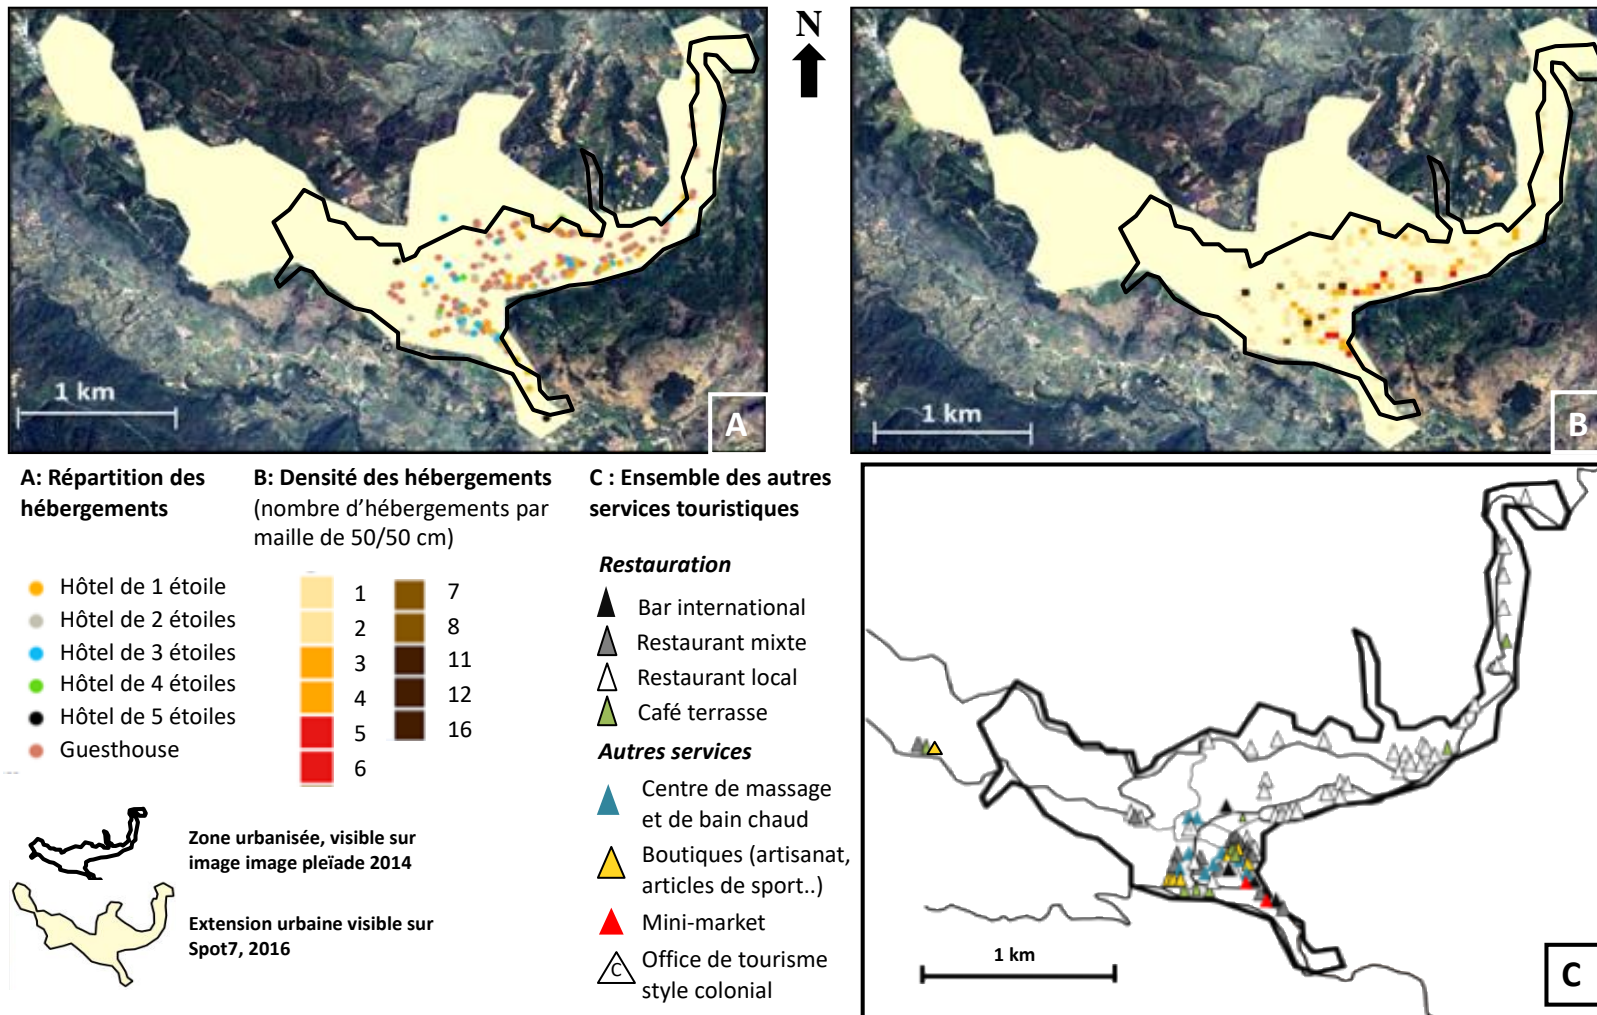 N
1 km
A
1 km
B
A: Répartition des
hébergements
Hôtel de 1 étoile
Hôtel de 2 étoiles
Hôtel de 3 étoiles
Hôtel de 4 étoiles
Hôtel de 5 étoiles
Guesthouse
B: Densité des hébergements
(nombre d’hébergements par
maille de 50/50 cm)
1
2
3
4
5
6
7
8
11
12
16
Zone urbanisée, visible sur
image image pleïade 2014
Extension urbaine visible sur
Spot7, 2016
C : Ensemble des autres
services touristiques
Restauration
Bar international
Restaurant mixte
Restaurant local
Café terrasse
Autres services
Centre de massage
et de bain chaud
Boutiques (artisanat,
articles de sport..)
Mini-market
C
Office de tourisme
style colonial
1 km
C